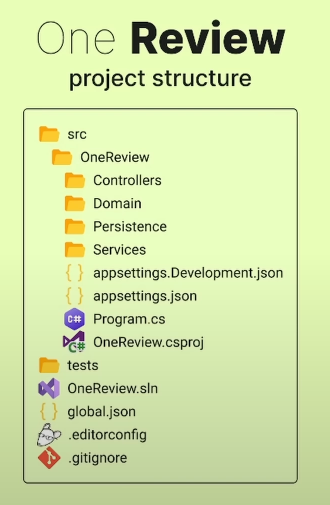 One Review
project structure
src
OneReview
Controllers
Domain
Persistence
Services
{ } appsettings.Development.json
{ } appsettings.json
C# Program.cs
C# OneReview.csproj
tests
OneReview.sln
{ } global.json
.editorconfig
.gitignore